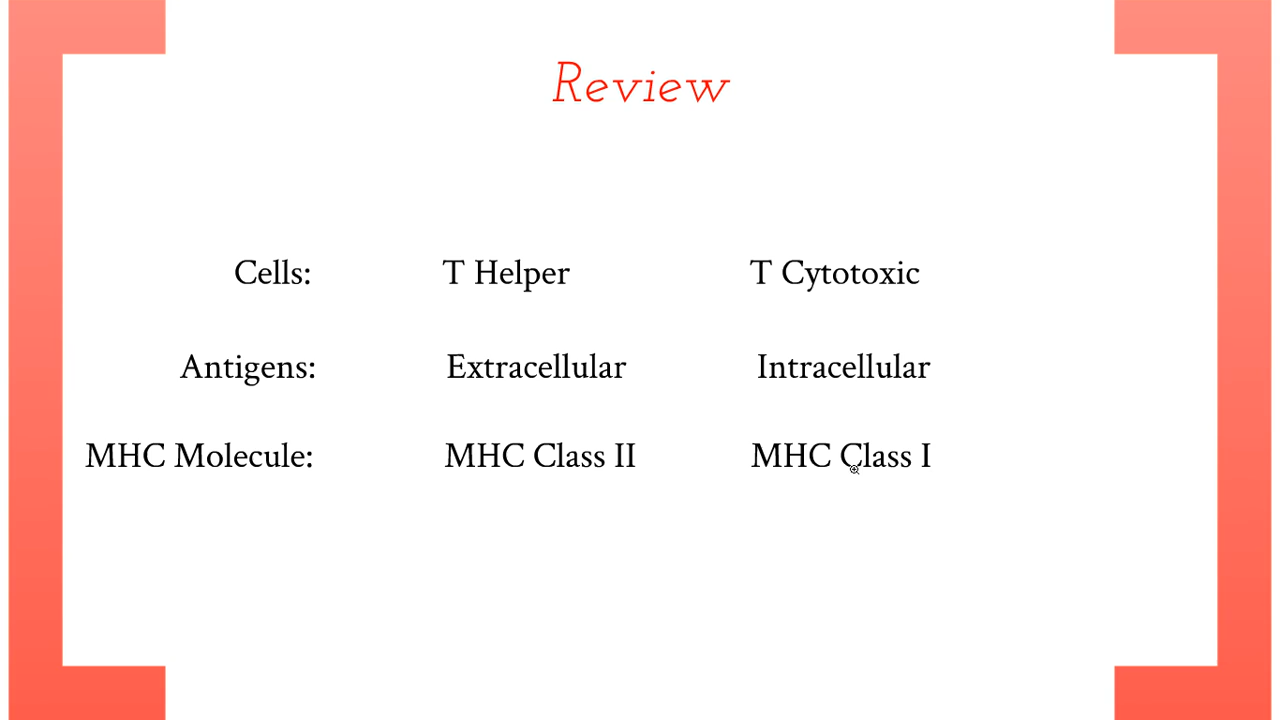 Review
Cells: T Helper T Cytotoxic
Antigens: Extracellular Intracellular
MHC Molecule: MHC Class II MHC Class I